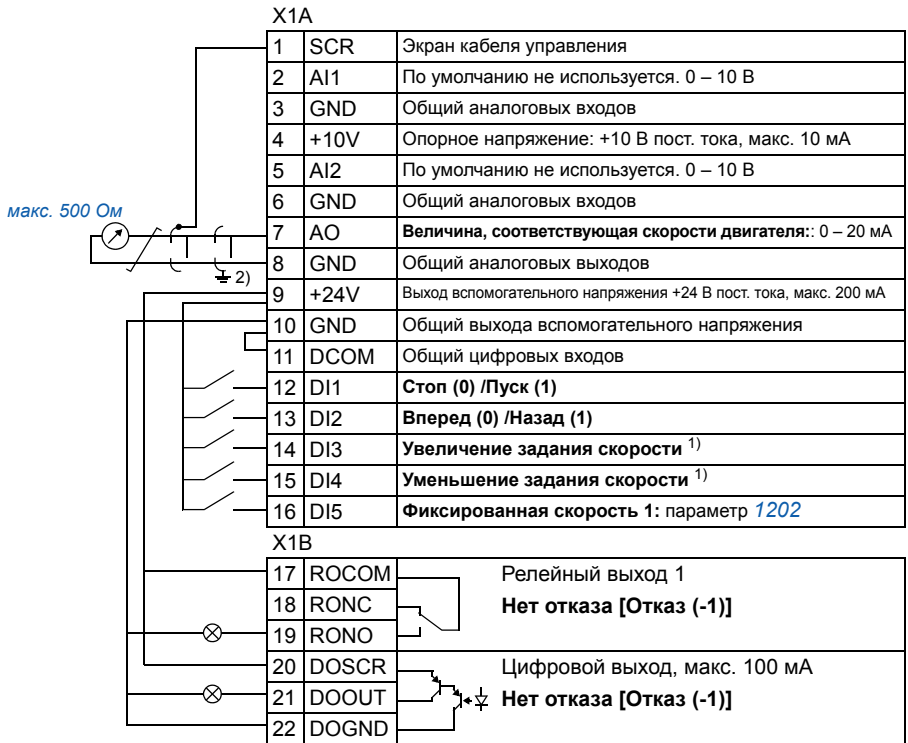 X1A
1 SCR Экран кабеля управления
2 AI1 По умолчанию не используется. 0 – 10 В
3 GND Общий аналоговых входов
4 +10V Опорное напряжение: +10 В пост. тока, макс. 10 мА
5 AI2 По умолчанию не используется. 0 – 10 В
6 GND Общий аналоговых входов
макс. 500 Ом
7 AO Величина, соответствующая скорости двигателя:: 0 – 20 мА
8 GND Общий аналоговых выходов
2)
9 +24V Выход вспомогательного напряжения +24 В пост. тока, макс. 200 мА
10 GND Общий выхода вспомогательного напряжения
11 DCOM Общий цифровых входов
12 DI1 Стоп (0) /Пуск (1)
13 DI2 Вперед (0) /Назад (1)
14 DI3 Увеличение задания скорости 1)
15 DI4 Уменьшение задания скорости 1)
16 DI5 Фиксированная скорость 1: параметр 1202
X1B
17 ROCOM Релейный выход 1
18 RONC Нет отказа [Отказ (-1)]
19 RONO
20 DOSCR Цифровой выход, макс. 100 мА
21 DOOUT Нет отказа [Отказ (-1)]
22 DOGND